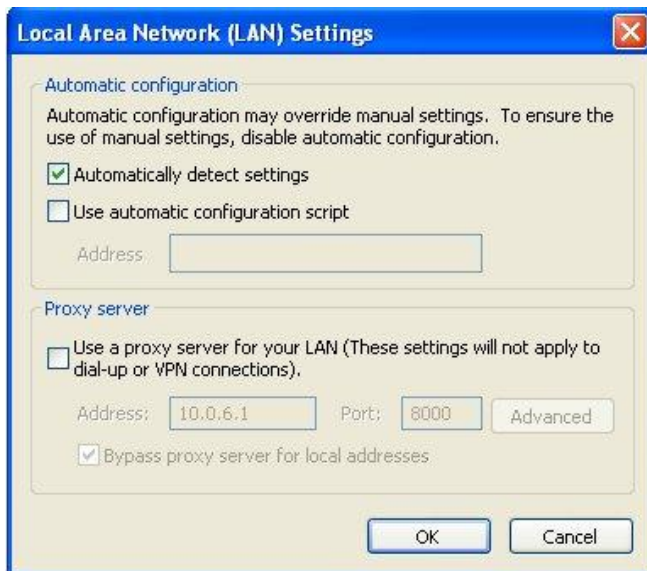 Local Area Network (LAN) Settings
Automatic configuration
Automatic configuration may override manual settings. To ensure the
use of manual settings, disable automatic configuration.
Automatically detect settings
Use automatic configuration script
Address
Proxy server
Use a proxy server for your LAN (These settings will not apply to
dial-up or VPN connections).
Address: 10.0.6.1 Port: 8000 Advanced
Bypass proxy server for local addresses
OK Cancel